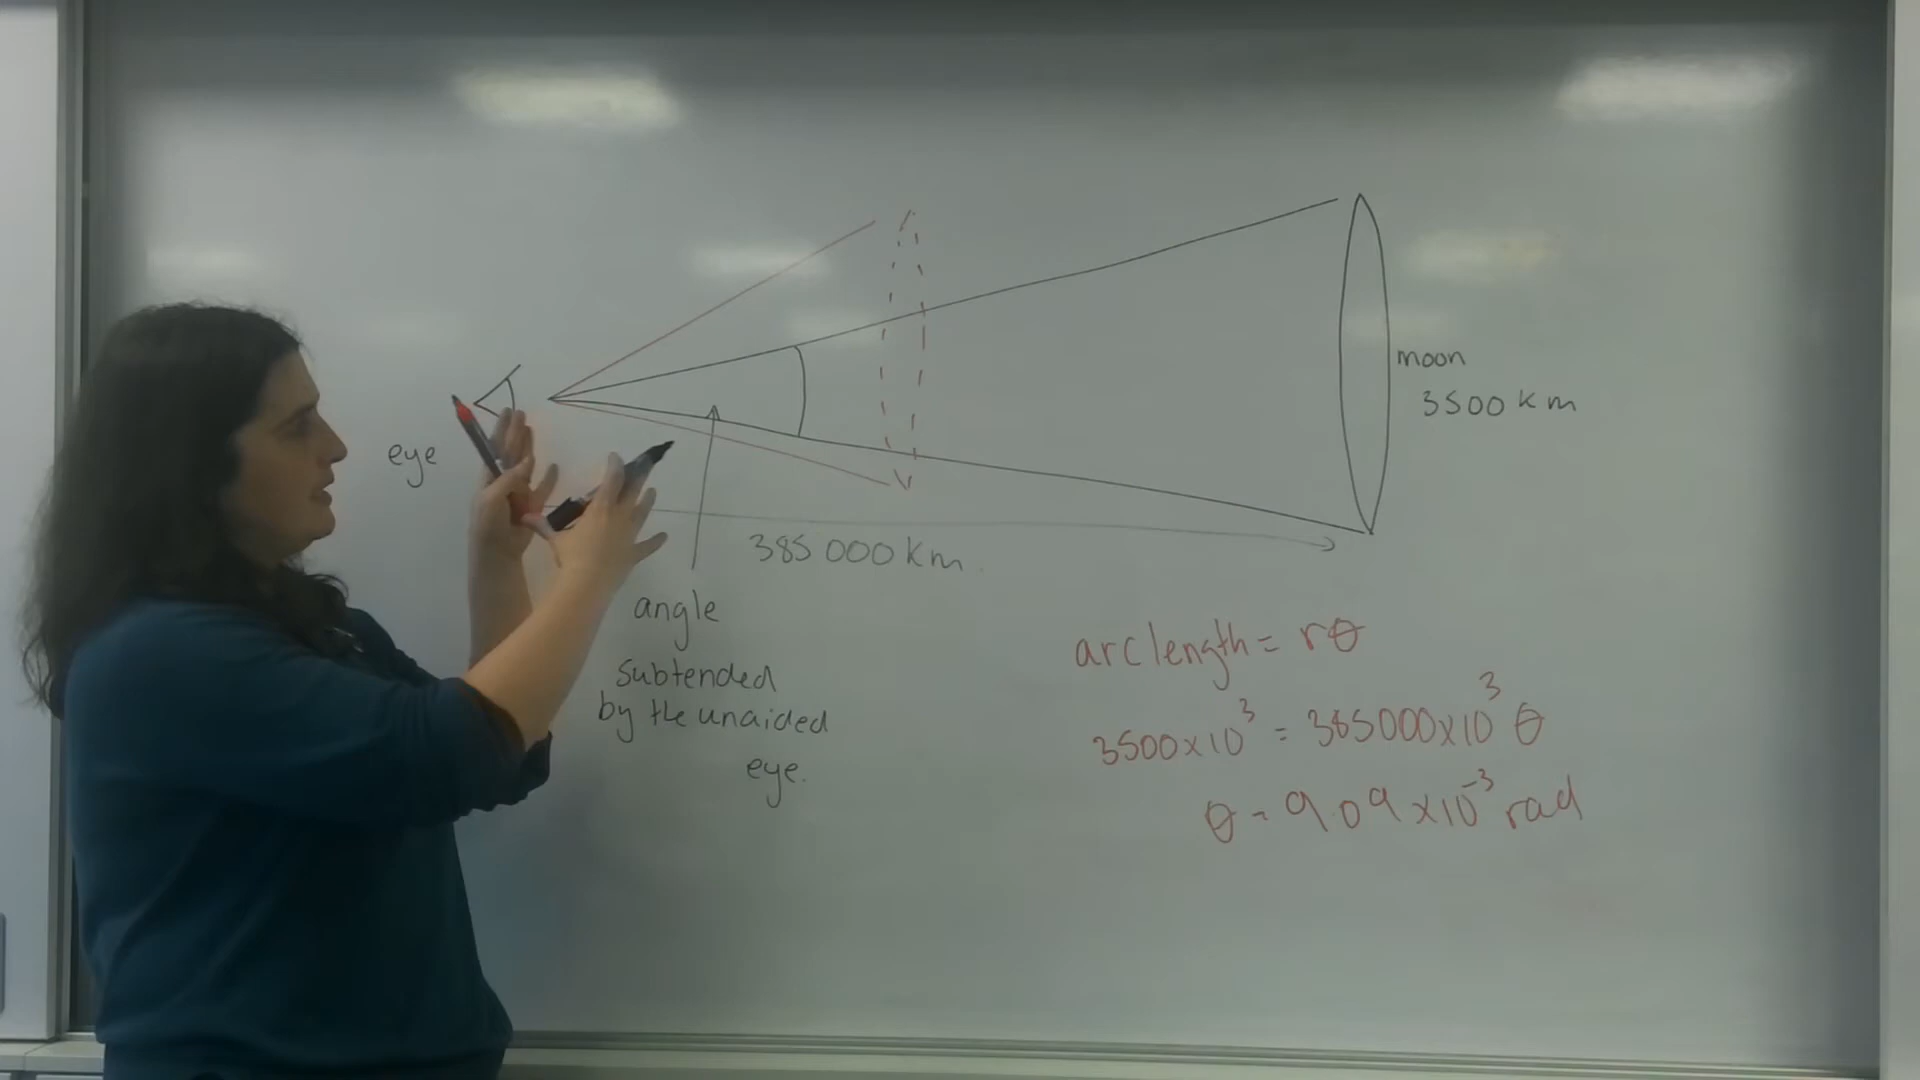 eye
moon
3500 km
385 000 km
angle
subtended
by the unaided
eye.
arc length = rθ
3500×10³ = 385000×10³ θ
θ = 9.09×10⁻³ rad